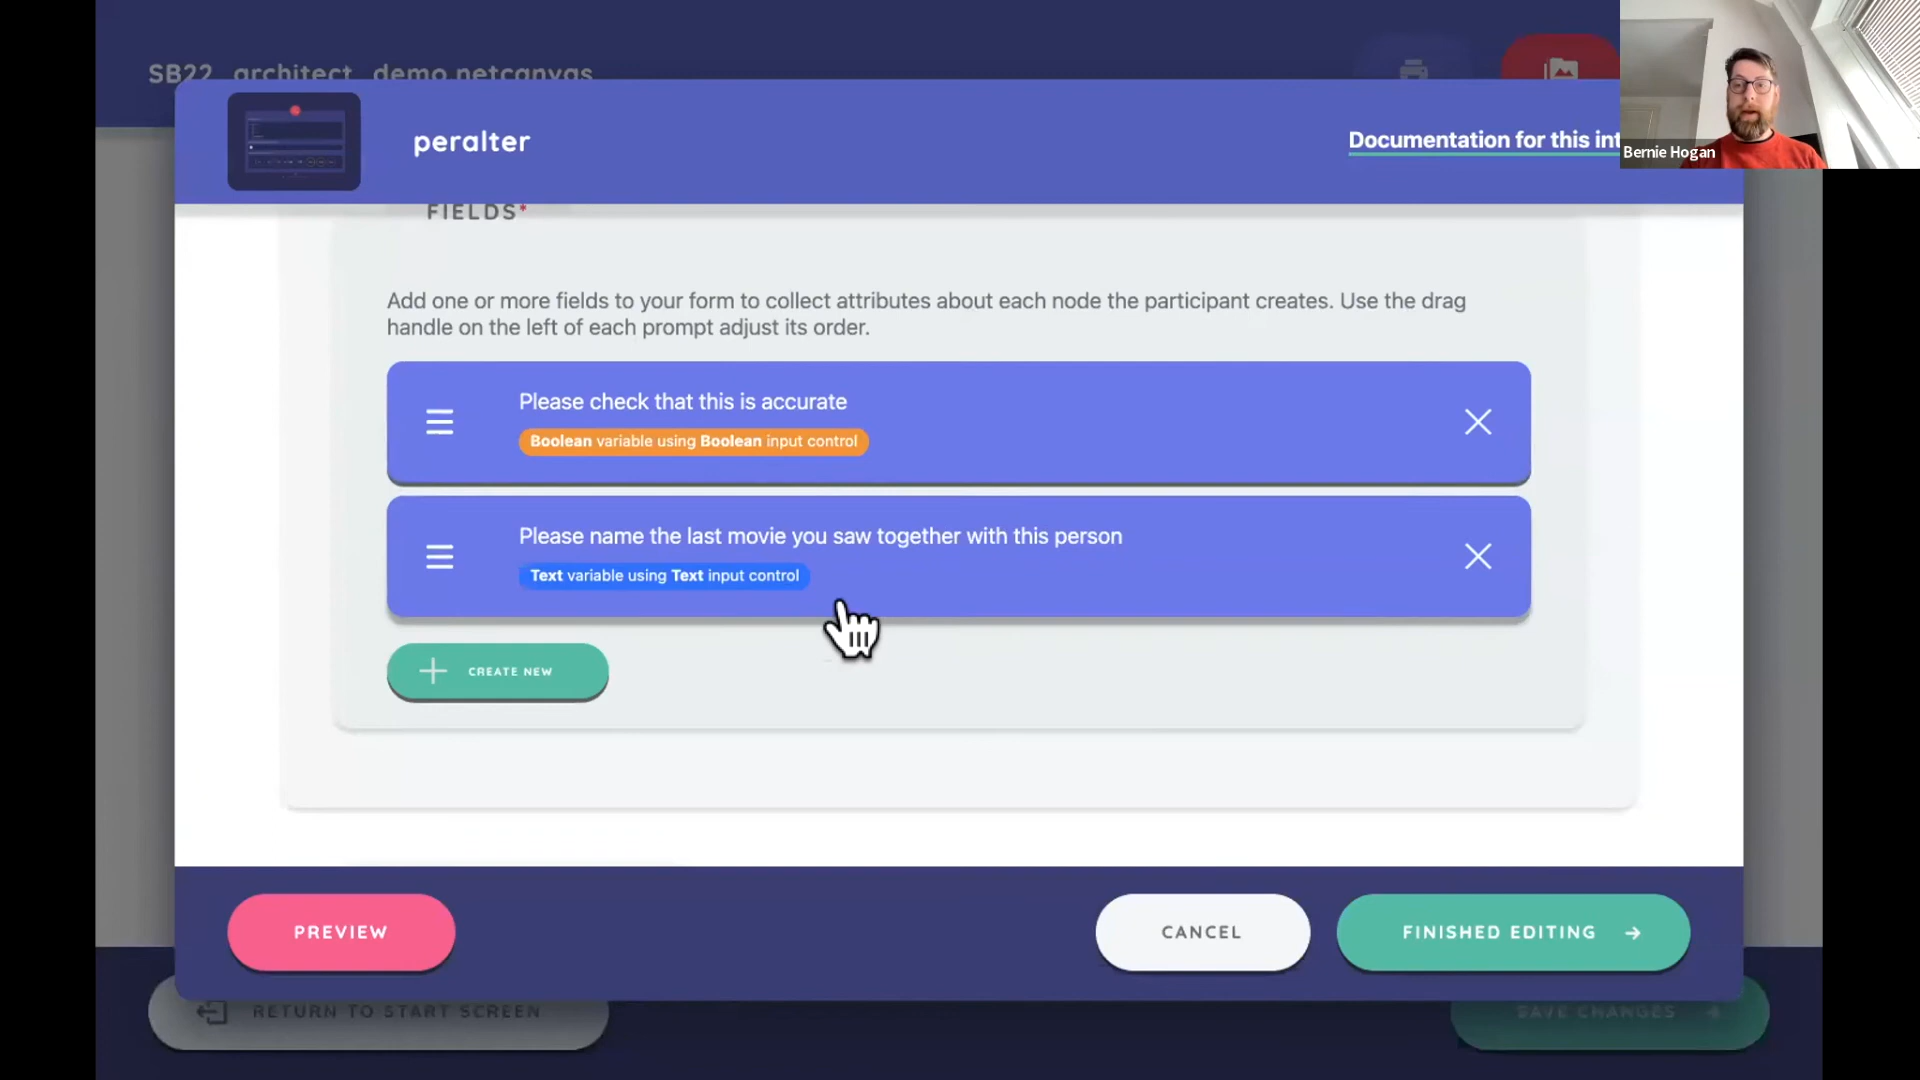 SB22_architect_demo.netcanvas
peralter
Documentation for this int
Bernie Hogan
FIELDS*
Add one or more fields to your form to collect attributes about each node the participant creates. Use the drag
handle on the left of each prompt adjust its order.
Please check that this is accurate
Boolean variable using Boolean input control
Please name the last movie you saw together with this person
Text variable using Text input control
CREATE NEW
PREVIEW
CANCEL
FINISHED EDITING
RETURN TO START SCREEN
SAVE CHANGES